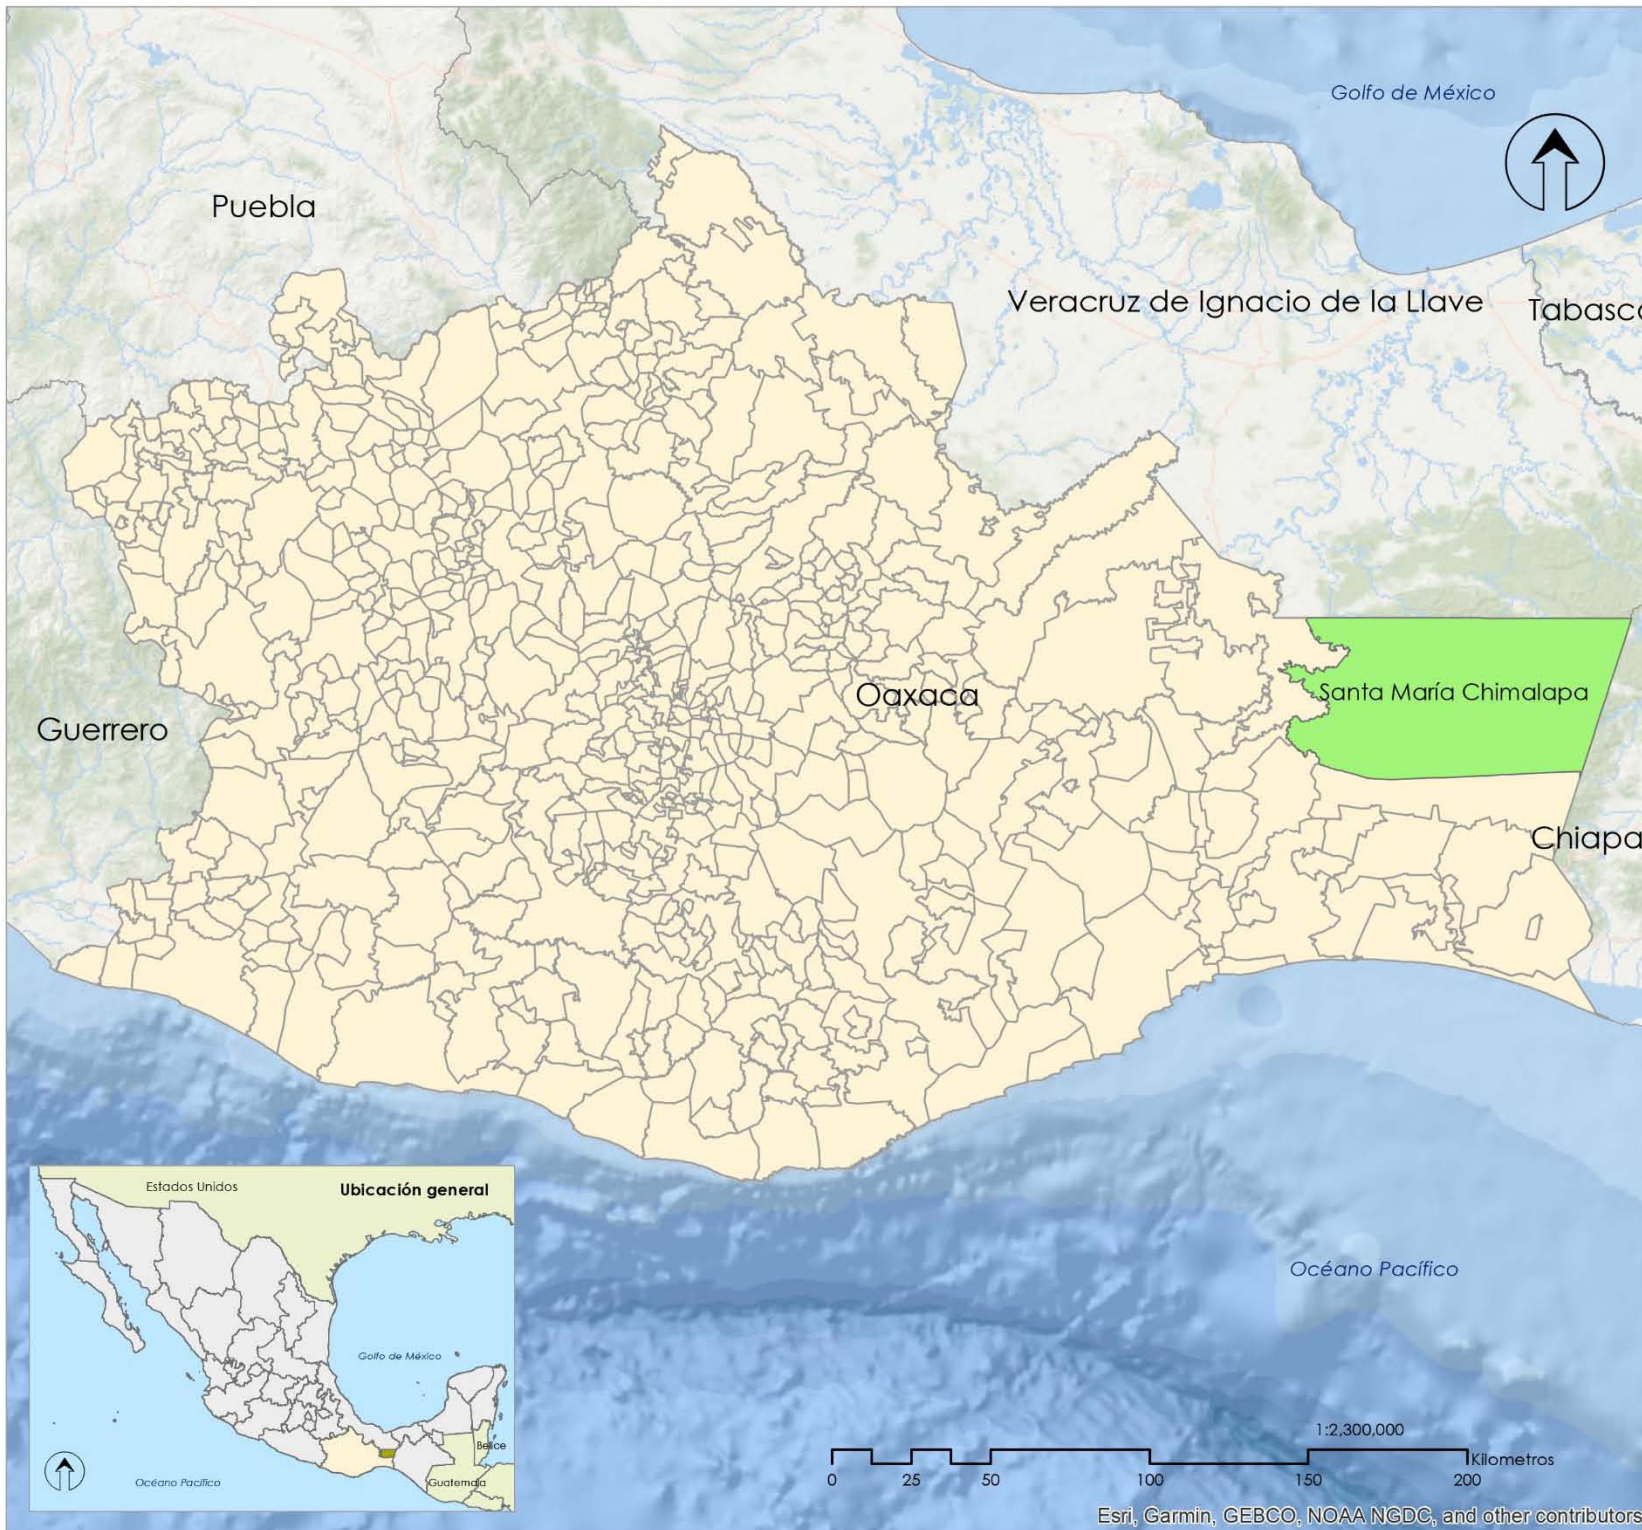 Golfo de México
Puebla
Veracruz de Ignacio de la Llave
Tabasco
Santa María Chimalapa
Oaxaca
Guerrero
Chiapa
Estados Unidos
Ubicación general
Golfo de México
Belice
Guatemala
Océano Pacífico
Océano Pacífico
1:2,300,000
Kilometros
0 25 50 100 150 200
Esri, Garmin, GEBCO, NOAA NGDC, and other contributors